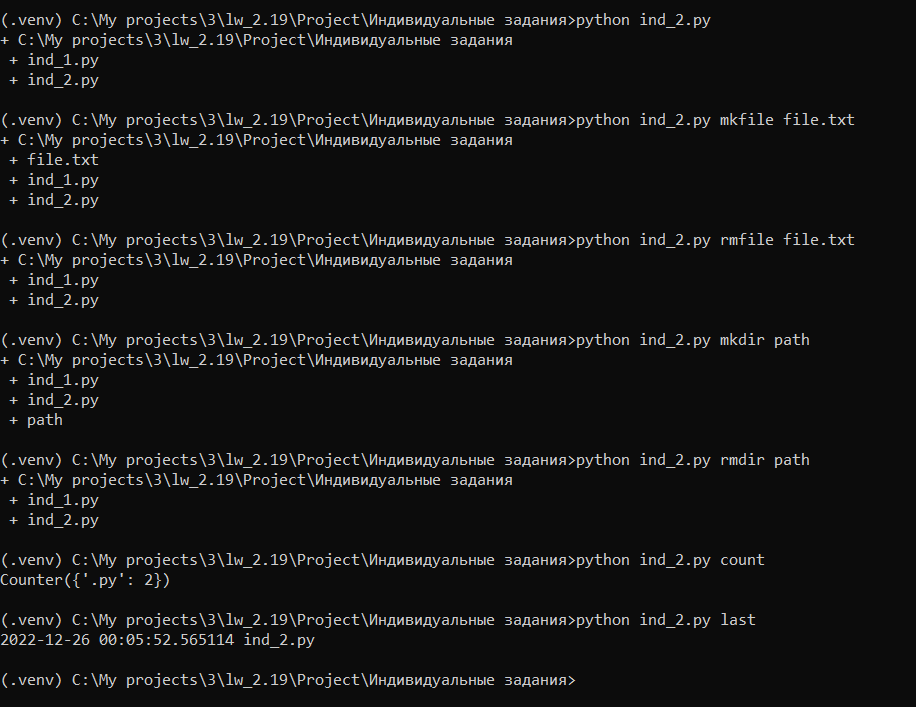 (.venv) C:\My projects\3\lw_2.19\Project\Индивидуальные задания>python ind_2.py
+ C:\My projects\3\lw_2.19\Project\Индивидуальные задания
 + ind_1.py
 + ind_2.py

(.venv) C:\My projects\3\lw_2.19\Project\Индивидуальные задания>python ind_2.py mkfile file.txt
+ C:\My projects\3\lw_2.19\Project\Индивидуальные задания
 + file.txt
 + ind_1.py
 + ind_2.py

(.venv) C:\My projects\3\lw_2.19\Project\Индивидуальные задания>python ind_2.py rmfile file.txt
+ C:\My projects\3\lw_2.19\Project\Индивидуальные задания
 + ind_1.py
 + ind_2.py

(.venv) C:\My projects\3\lw_2.19\Project\Индивидуальные задания>python ind_2.py mkdir path
+ C:\My projects\3\lw_2.19\Project\Индивидуальные задания
 + ind_1.py
 + ind_2.py
 + path

(.venv) C:\My projects\3\lw_2.19\Project\Индивидуальные задания>python ind_2.py rmdir path
+ C:\My projects\3\lw_2.19\Project\Индивидуальные задания
 + ind_1.py
 + ind_2.py

(.venv) C:\My projects\3\lw_2.19\Project\Индивидуальные задания>python ind_2.py count
Counter({'.py': 2})

(.venv) C:\My projects\3\lw_2.19\Project\Индивидуальные задания>python ind_2.py last
2022-12-26 00:05:52.565114 ind_2.py

(.venv) C:\My projects\3\lw_2.19\Project\Индивидуальные задания>